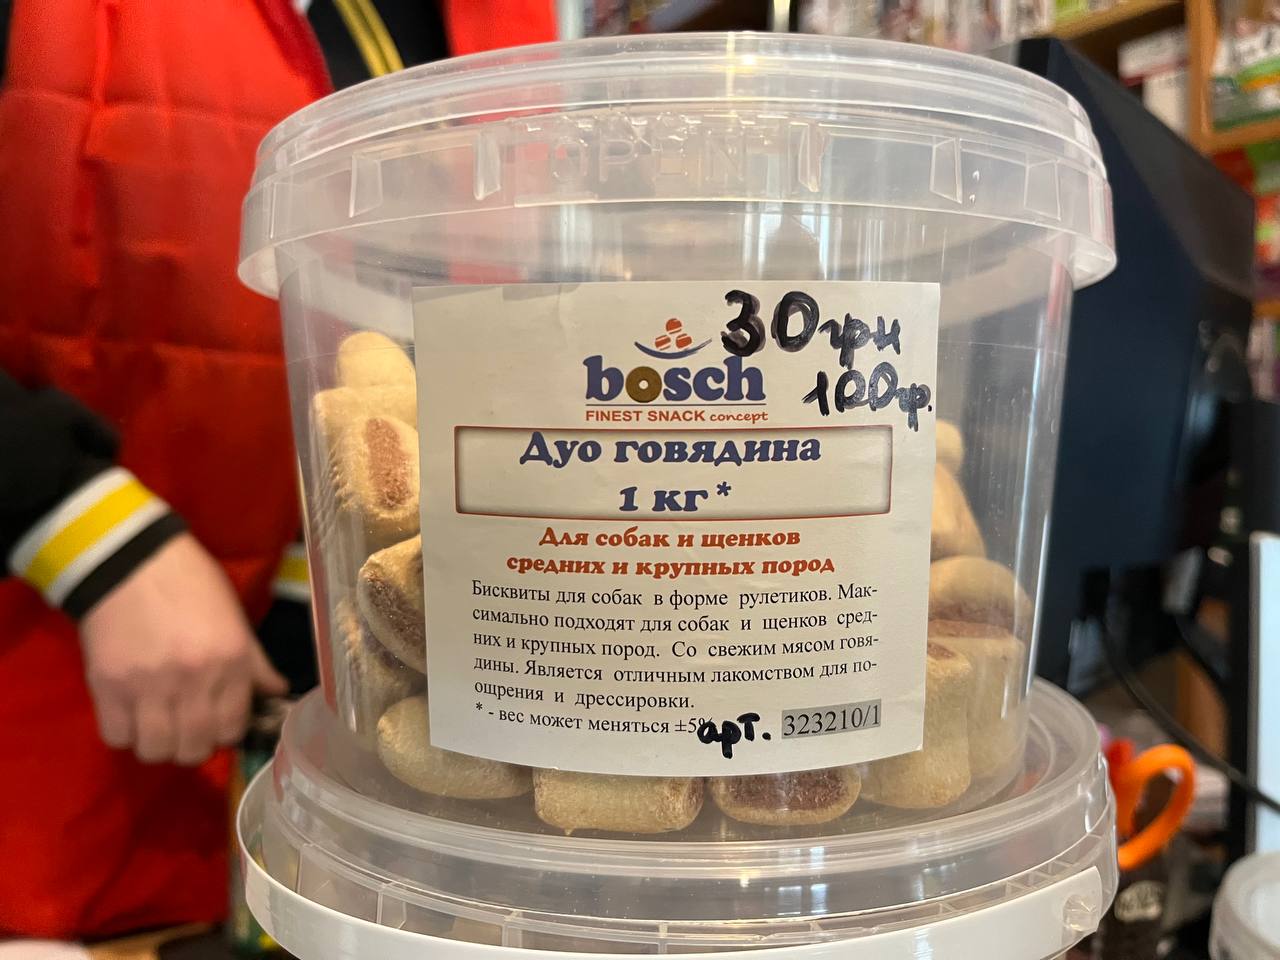 OPEN
30грн
100гр.
bosch
FINEST SNACK concept
Дуо говядина
1 кг*
Для собак и щенков
средних и крупных пород
Бисквиты для собак в форме рулетиков. Мак-
симально подходят для собак и щенков сред-
них и крупных пород. Со свежим мясом говя-
дины. Является отличным лакомством для по-
ощрения и дрессировки.
* - вес может меняться ±5% арт. 323210/1